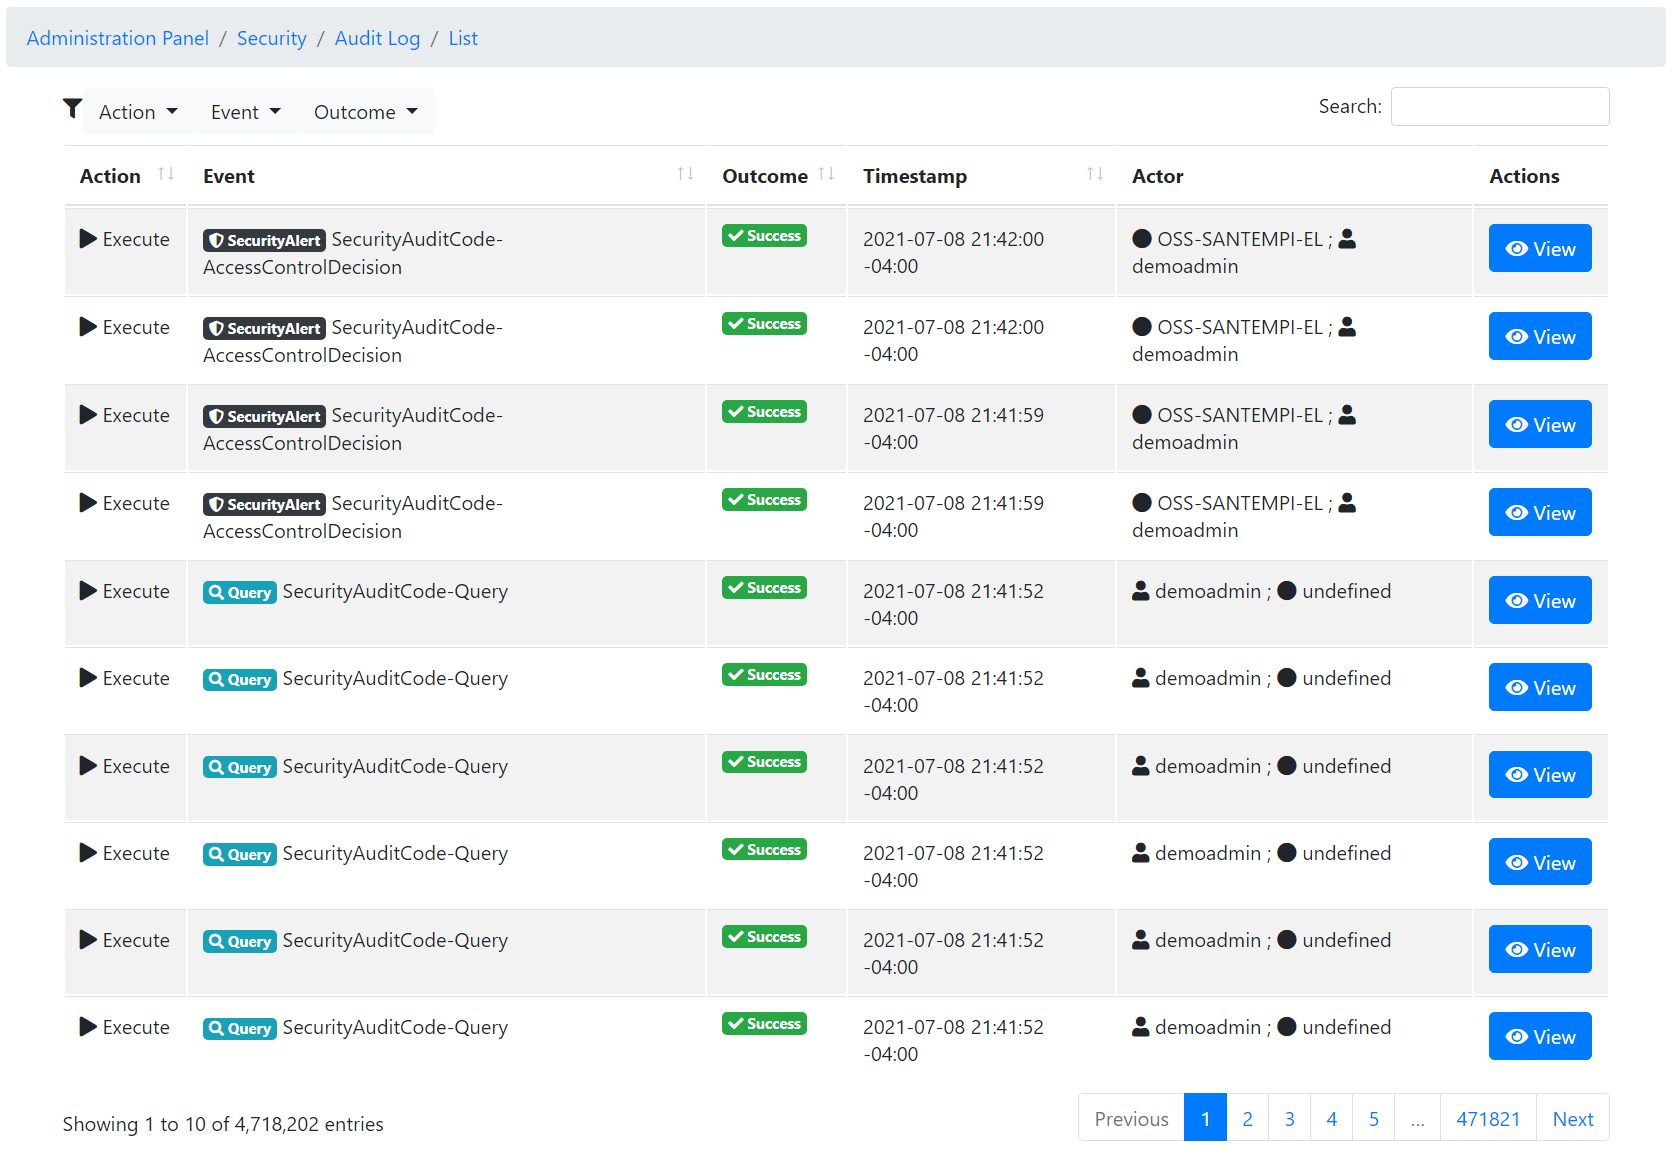 Administration Panel / Security / Audit Log / List
Action Event Outcome Search:
Action Event Outcome Timestamp Actor Actions
Execute SecurityAlert SecurityAuditCode- Success 2021-07-08 21:42:00 OSS-SANTEMPI-EL ; View
AccessControlDecision -04:00 demoadmin
Execute SecurityAlert SecurityAuditCode- Success 2021-07-08 21:42:00 OSS-SANTEMPI-EL ; View
AccessControlDecision -04:00 demoadmin
Execute SecurityAlert SecurityAuditCode- Success 2021-07-08 21:41:59 OSS-SANTEMPI-EL ; View
AccessControlDecision -04:00 demoadmin
Execute SecurityAlert SecurityAuditCode- Success 2021-07-08 21:41:59 OSS-SANTEMPI-EL ; View
AccessControlDecision -04:00 demoadmin
Execute Query SecurityAuditCode-Query Success 2021-07-08 21:41:52 demoadmin ; undefined View
-04:00
Execute Query SecurityAuditCode-Query Success 2021-07-08 21:41:52 demoadmin ; undefined View
-04:00
Execute Query SecurityAuditCode-Query Success 2021-07-08 21:41:52 demoadmin ; undefined View
-04:00
Execute Query SecurityAuditCode-Query Success 2021-07-08 21:41:52 demoadmin ; undefined View
-04:00
Execute Query SecurityAuditCode-Query Success 2021-07-08 21:41:52 demoadmin ; undefined View
-04:00
Execute Query SecurityAuditCode-Query Success 2021-07-08 21:41:52 demoadmin ; undefined View
-04:00
Showing 1 to 10 of 4,718,202 entries Previous 1 2 3 4 5 … 471821 Next